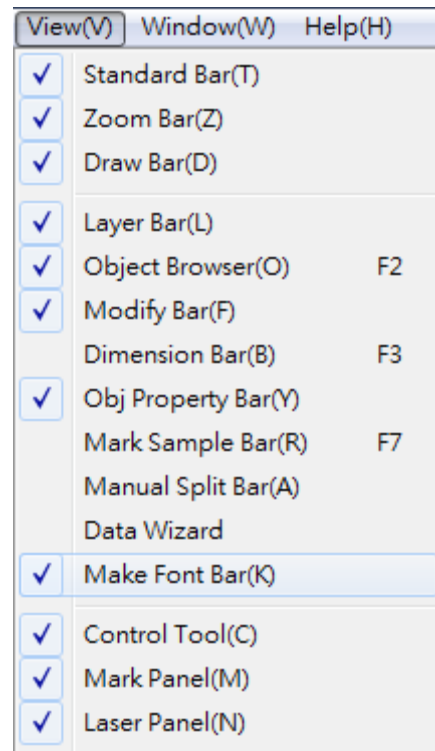 View(V) Window(W) Help(H)
Standard Bar(T)
Zoom Bar(Z)
Draw Bar(D)
Layer Bar(L)
Object Browser(O) F2
Modify Bar(F)
Dimension Bar(B) F3
Obj Property Bar(Y)
Mark Sample Bar(R) F7
Manual Split Bar(A)
Data Wizard
Make Font Bar(K)
Control Tool(C)
Mark Panel(M)
Laser Panel(N)